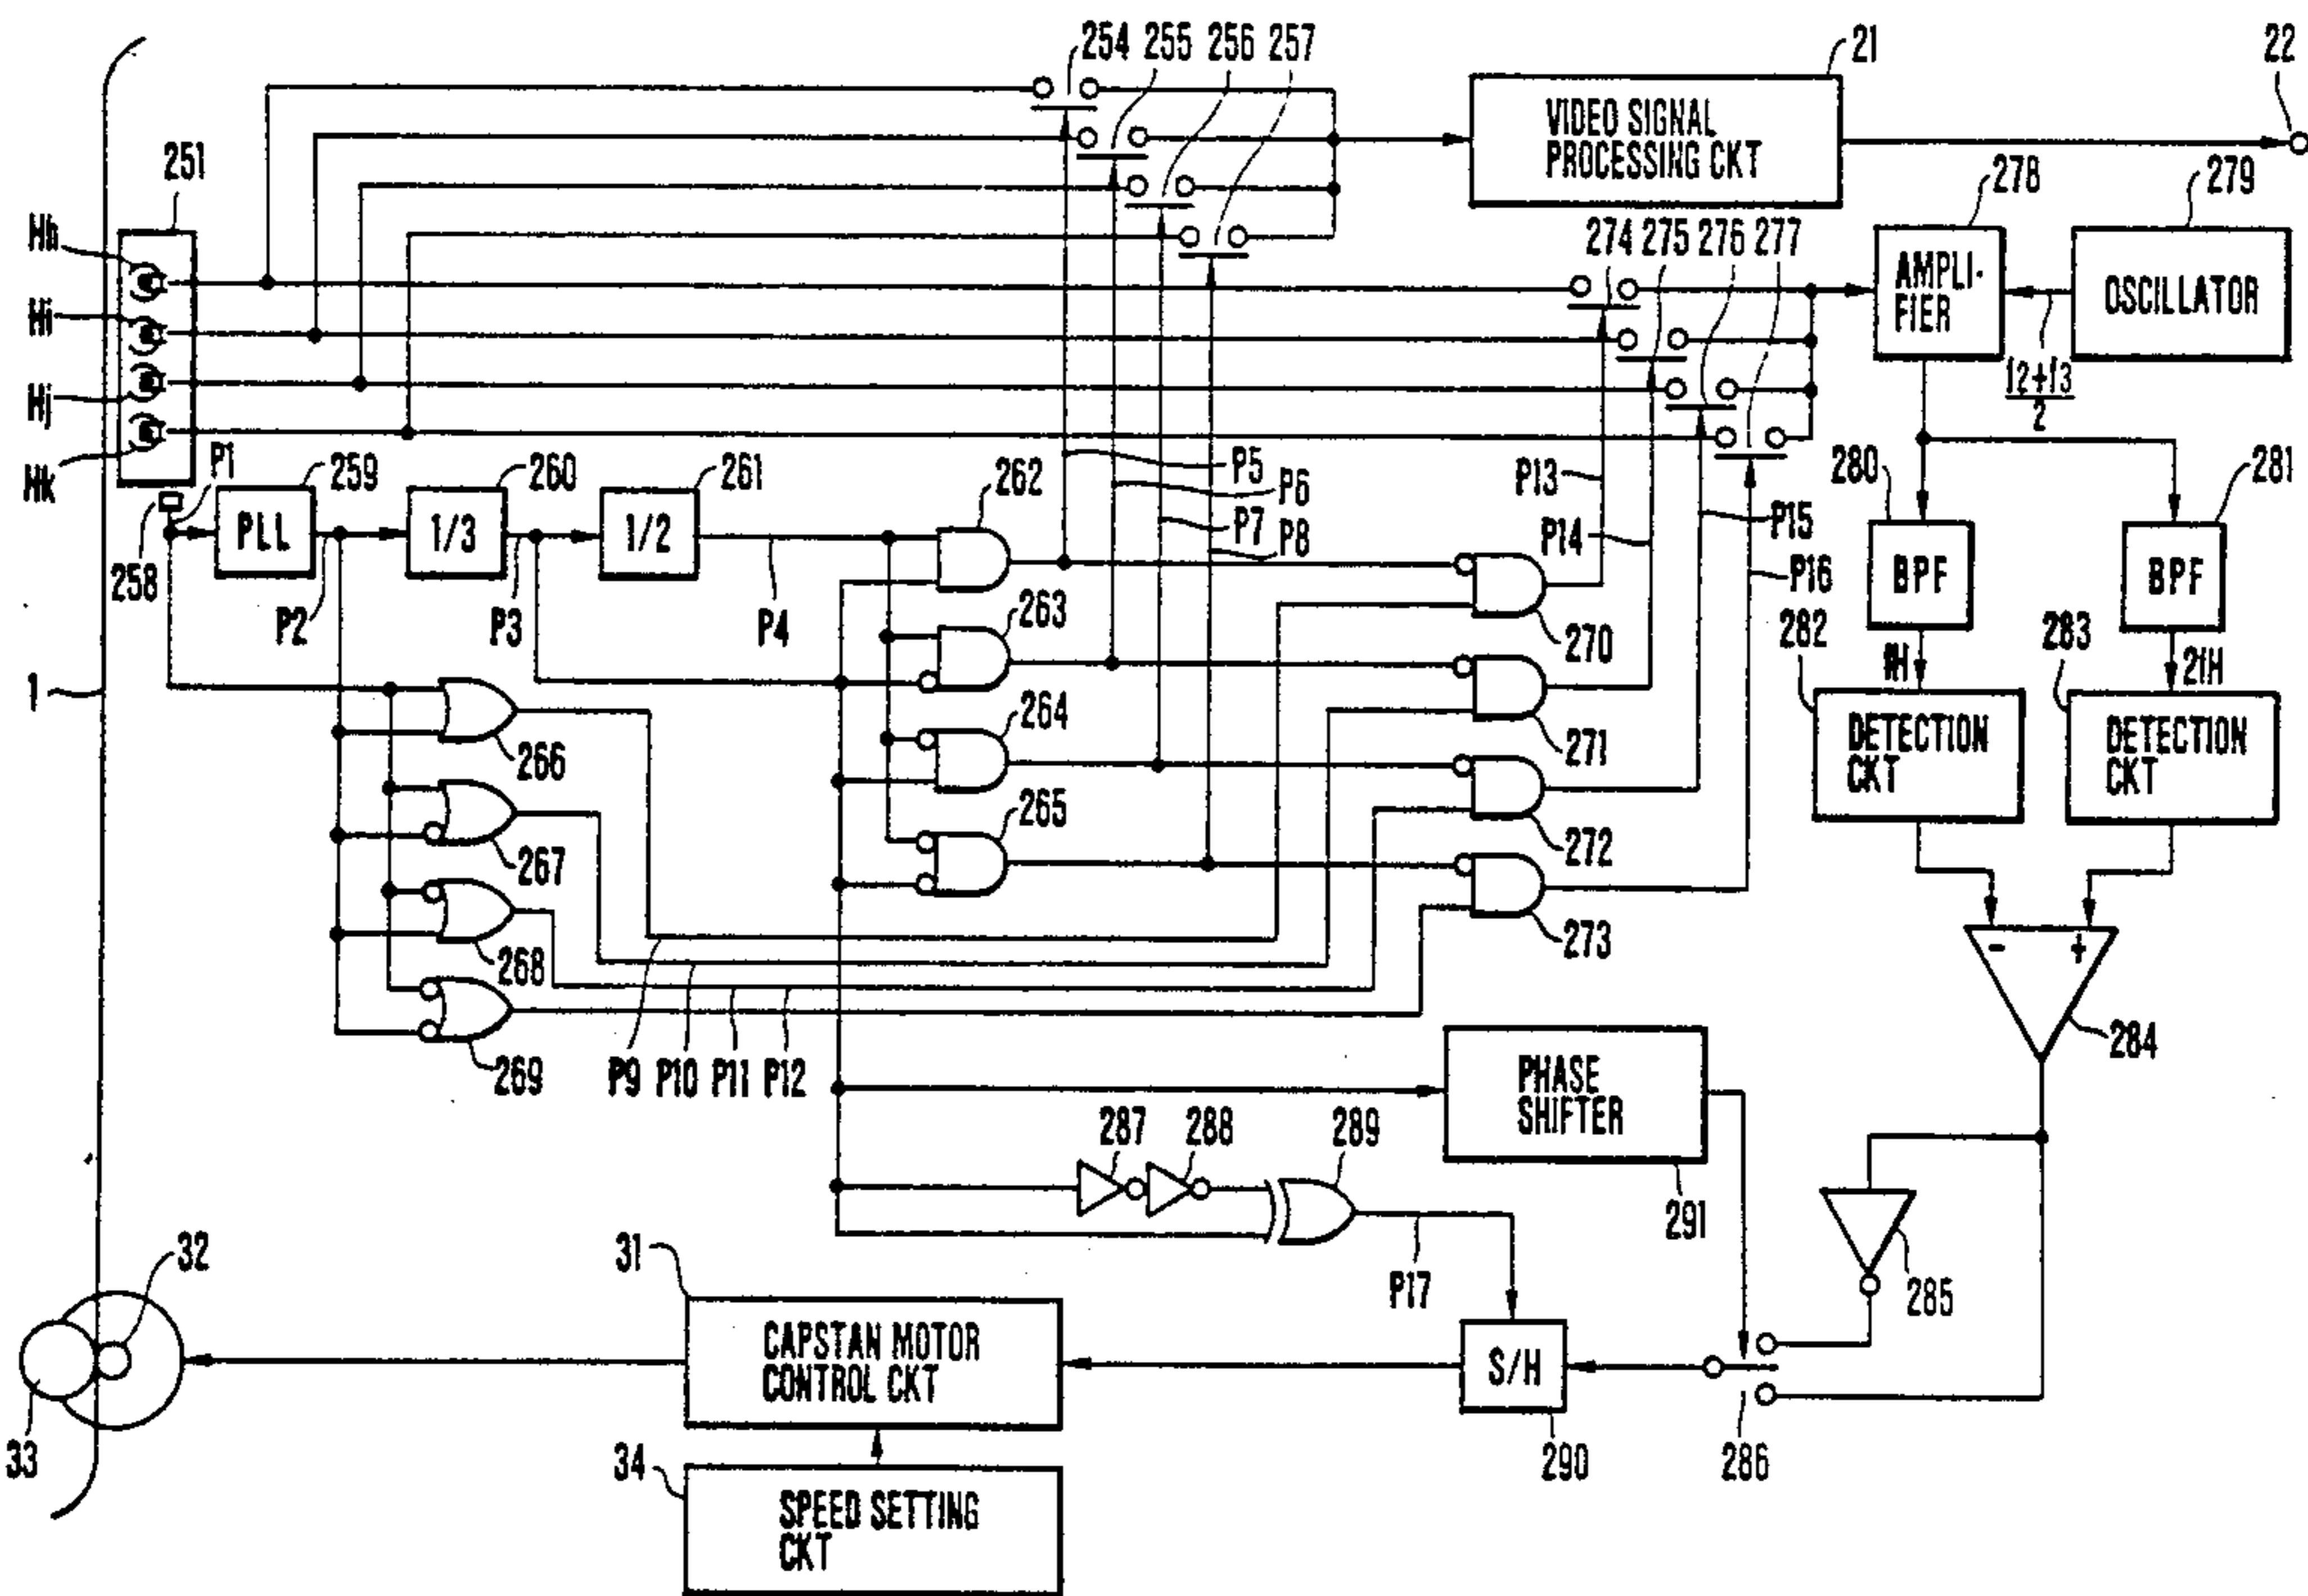 254 255 256 257
21
22
VIDEO SIGNAL
PROCESSING CKT
251
278
279
274 275 276 277
Hh
Hi
Hj
Hk
AMPLI-
FIER
OSCILLATOR
f2+f3
2
P1
259
260
261
262
P5
P6
P7
P8
P13
P14
P15
P16
280
281
258
PLL
1/3
1/2
BPF
BPF
P2
P3
P4
263
270
282
283
fH
2fH
1
264
271
DETECTION
CKT
DETECTION
CKT
266
265
272
267
273
268
269
P9 P10 P11 P12
- +
284
PHASE
SHIFTER
287
288
289
291
285
32
31
P17
CAPSTAN MOTOR
CONTROL CKT
S/H
33
34
290
286
SPEED SETTING
CKT